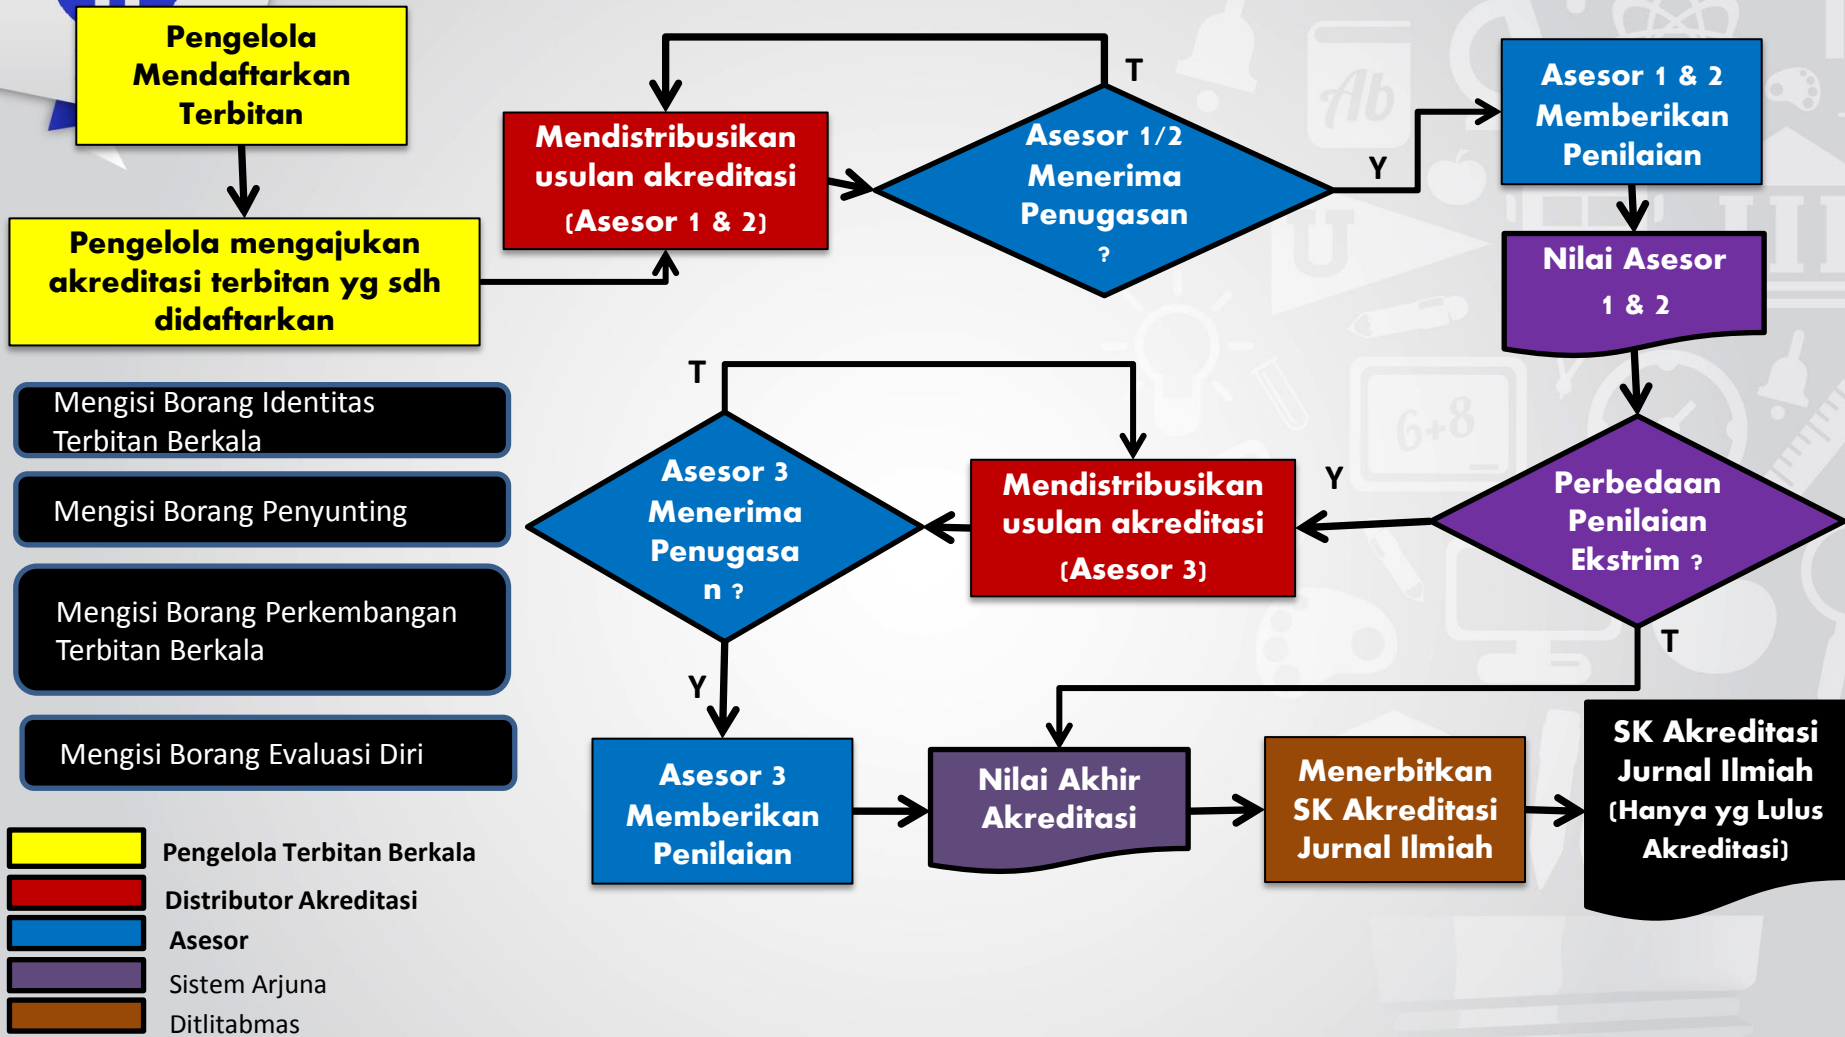 Pengelola
Mendaftarkan
Terbitan
Pengelola mengajukan
akreditasi terbitan yg sdh
didaftarkan
Mendistribusikan
usulan akreditasi
(Asesor 1 & 2)
T
Asesor 1/2
Menerima
Penugasan
?
Y
Asesor 1 & 2
Memberikan
Penilaian
Nilai Asesor
1 & 2
Perbedaan
Penilaian
Ekstrim ?
Y
T
Mendistribusikan
usulan akreditasi
(Asesor 3)
T
Asesor 3
Menerima
Penugasa
n ?
Y
Asesor 3
Memberikan
Penilaian
Nilai Akhir
Akreditasi
Menerbitkan
SK Akreditasi
Jurnal Ilmiah
SK Akreditasi
Jurnal Ilmiah
(Hanya yg Lulus
Akreditasi)
Mengisi Borang Identitas
Terbitan Berkala
Mengisi Borang Penyunting
Mengisi Borang Perkembangan
Terbitan Berkala
Mengisi Borang Evaluasi Diri
Pengelola Terbitan Berkala
Distributor Akreditasi
Asesor
Sistem Arjuna
Ditlitabmas
Ab
U
6+8